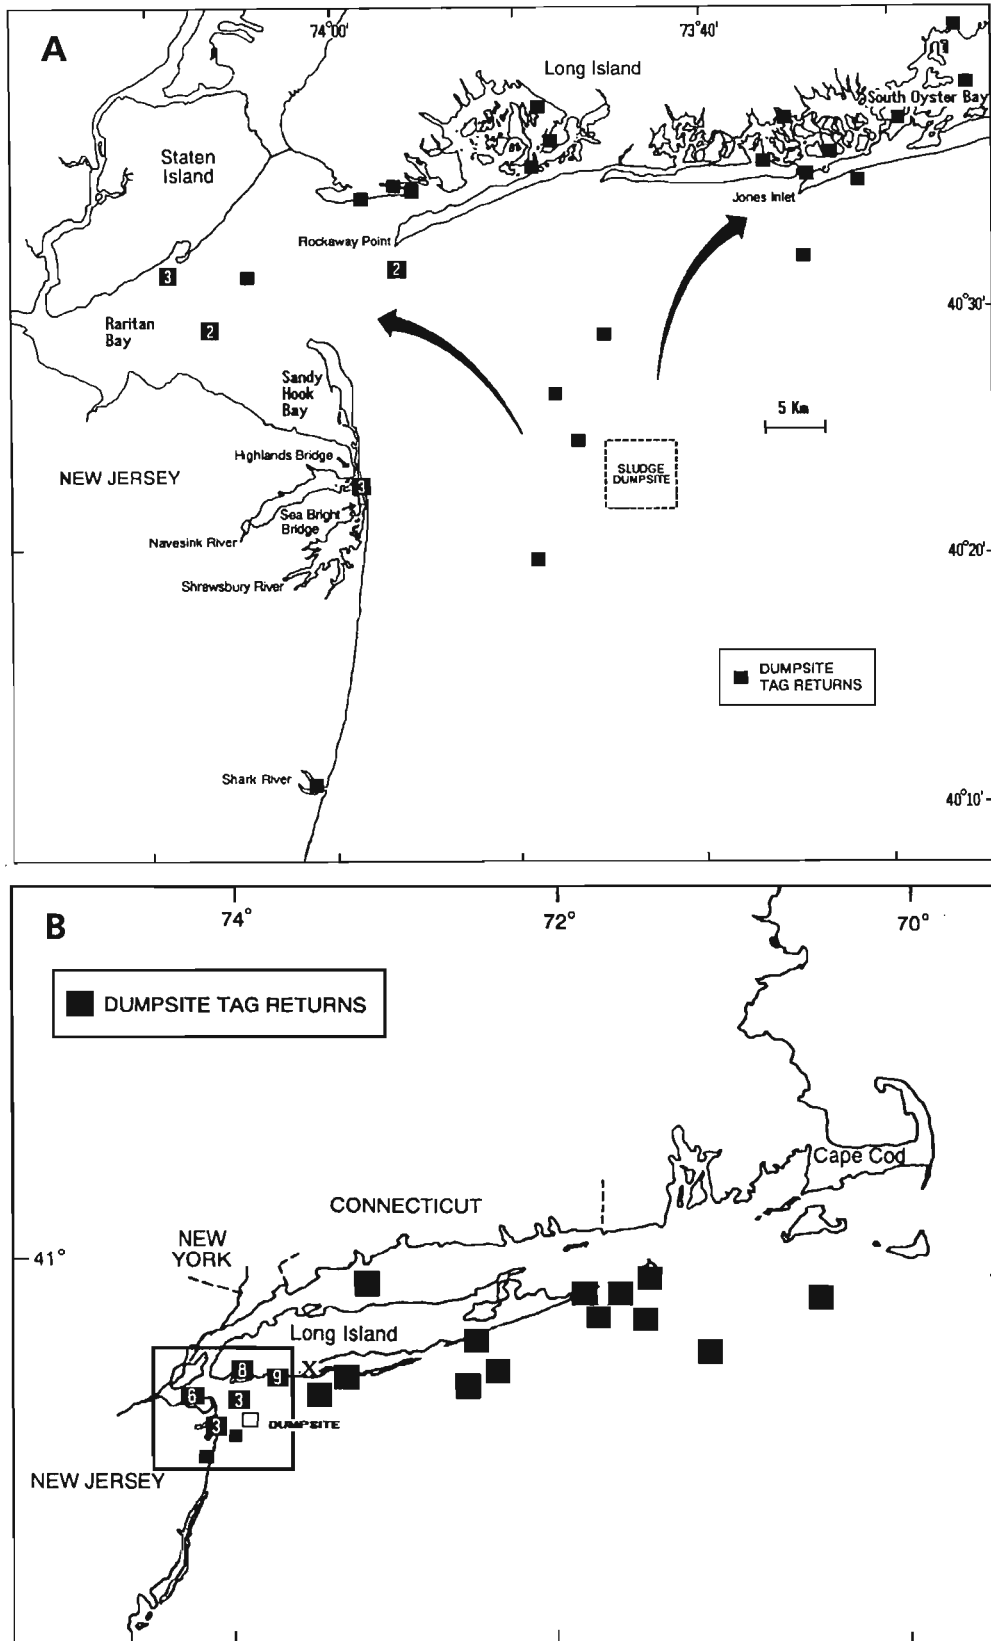 A
74°00'
73°40'
Long Island
South Oyster Bay
Staten
Island
Jones Inlet
Rockaway Point
3
2
40°30'
2
Raritan
Bay
Sandy
Hook
Bay
5 Km
Highlands Bridge
NEW JERSEY
SLUDGE
DUMPSITE
3
Sea Bright
Bridge
Navesink River
40°20'
Shrewsbury River
DUMPSITE
TAG RETURNS
Shark River
40°10'
B
74°
72°
70°
DUMPSITE TAG RETURNS
Cape Cod
CONNECTICUT
NEW
YORK
41°
Long Island
8
X
9
6
3
3
DUMPSITE
NEW JERSEY